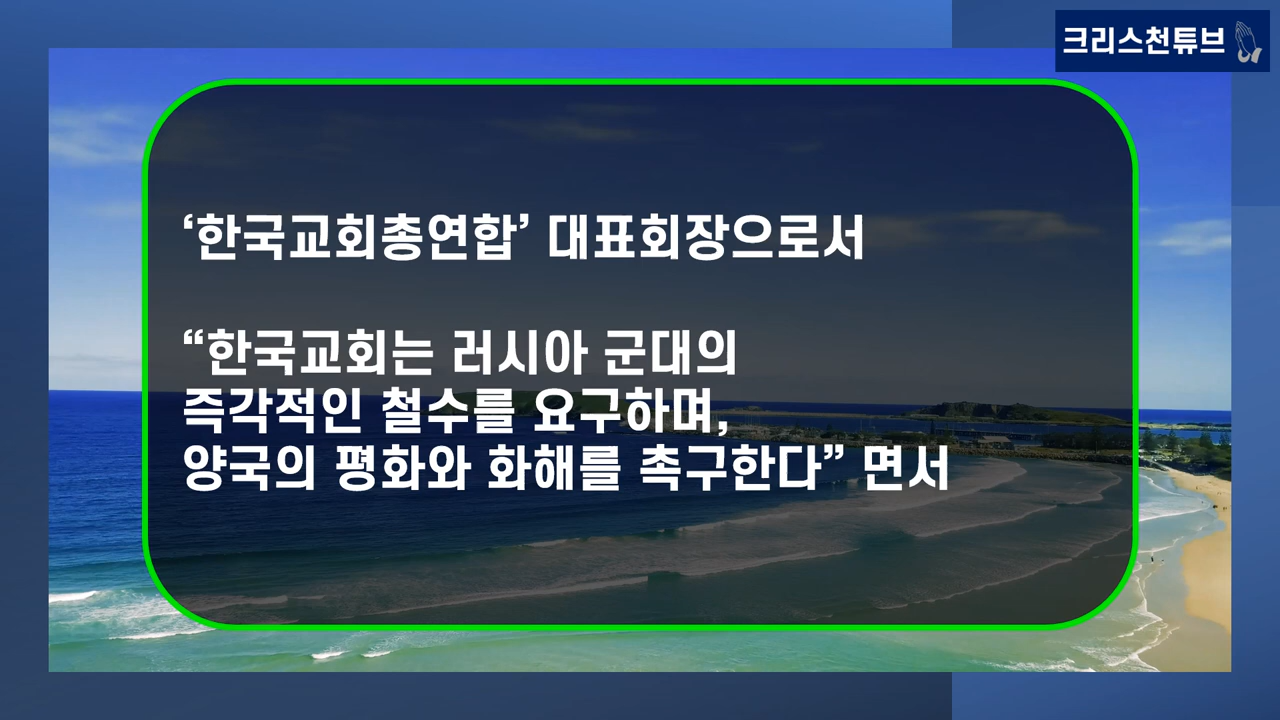 크리스천튜브
‘한국교회총연합’ 대표회장으로서
“한국교회는 러시아 군대의
즉각적인 철수를 요구하며,
양국의 평화와 화해를 촉구한다” 면서